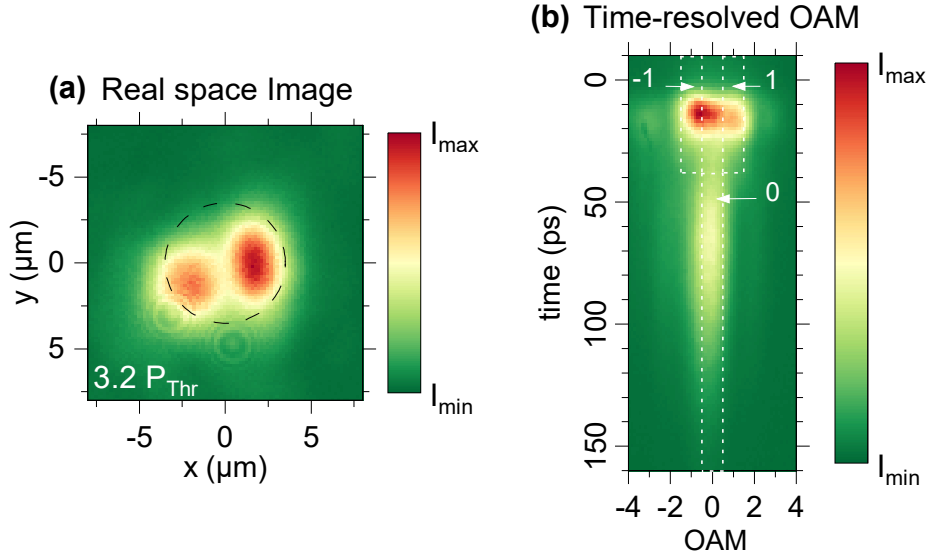 (a) Real space Image
-5
0
5
y (μm)
-5 0 5
x (μm)
3.2 P_Thr
I_max
I_min
(b) Time-resolved OAM
-1 1
0
0
50
100
150
time (ps)
-4 -2 0 2 4
OAM
I_max
I_min